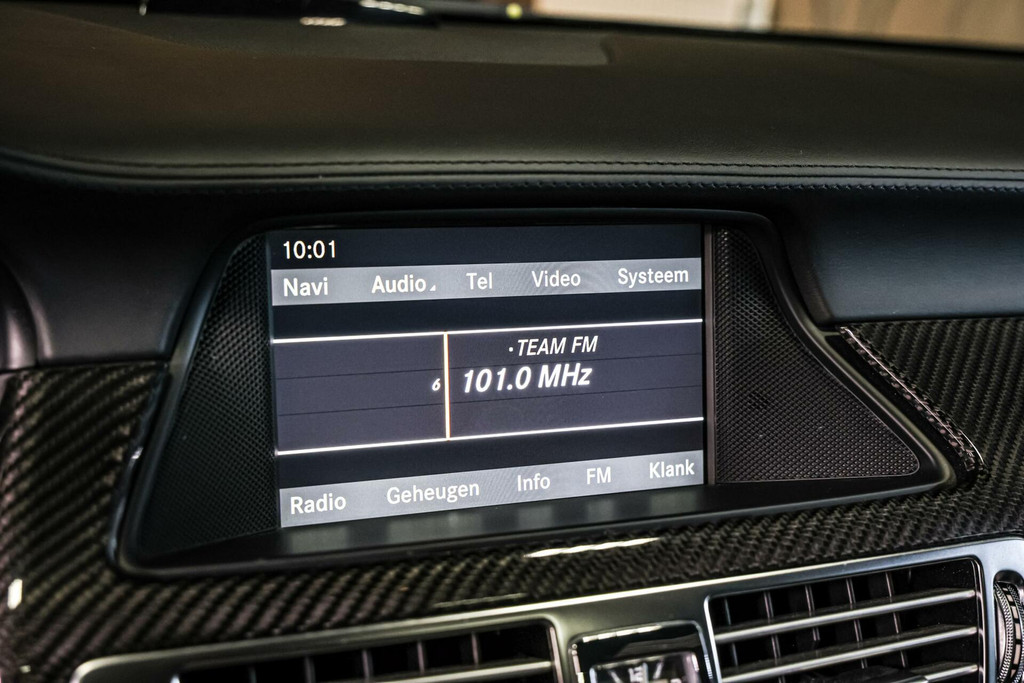 10:01
Navi Audio Tel Video Systeem
·TEAM FM
6 101.0 MHz
Radio Geheugen Info FM Klank